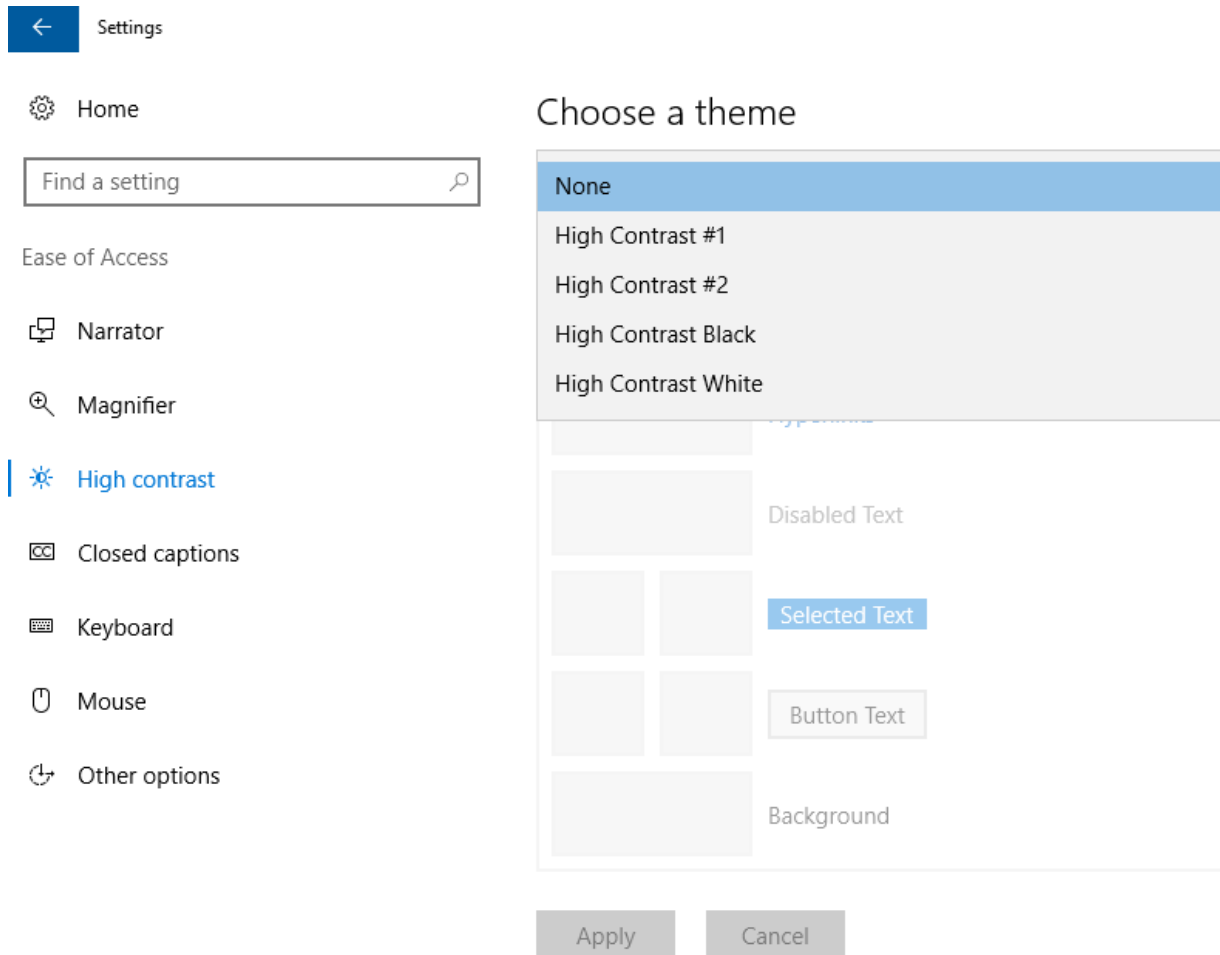 Settings
Home
Find a setting
Ease of Access
Narrator
Magnifier
High contrast
Closed captions
Keyboard
Mouse
Other options
Choose a theme
None
High Contrast #1
High Contrast #2
High Contrast Black
High Contrast White
Disabled Text
Selected Text
Button Text
Background
Apply
Cancel